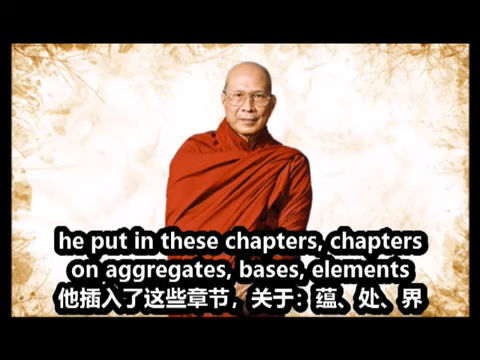 he put in these chapters, chapters
on aggregates, bases, elements
他插入了这些章节，关于：蕴、处、界